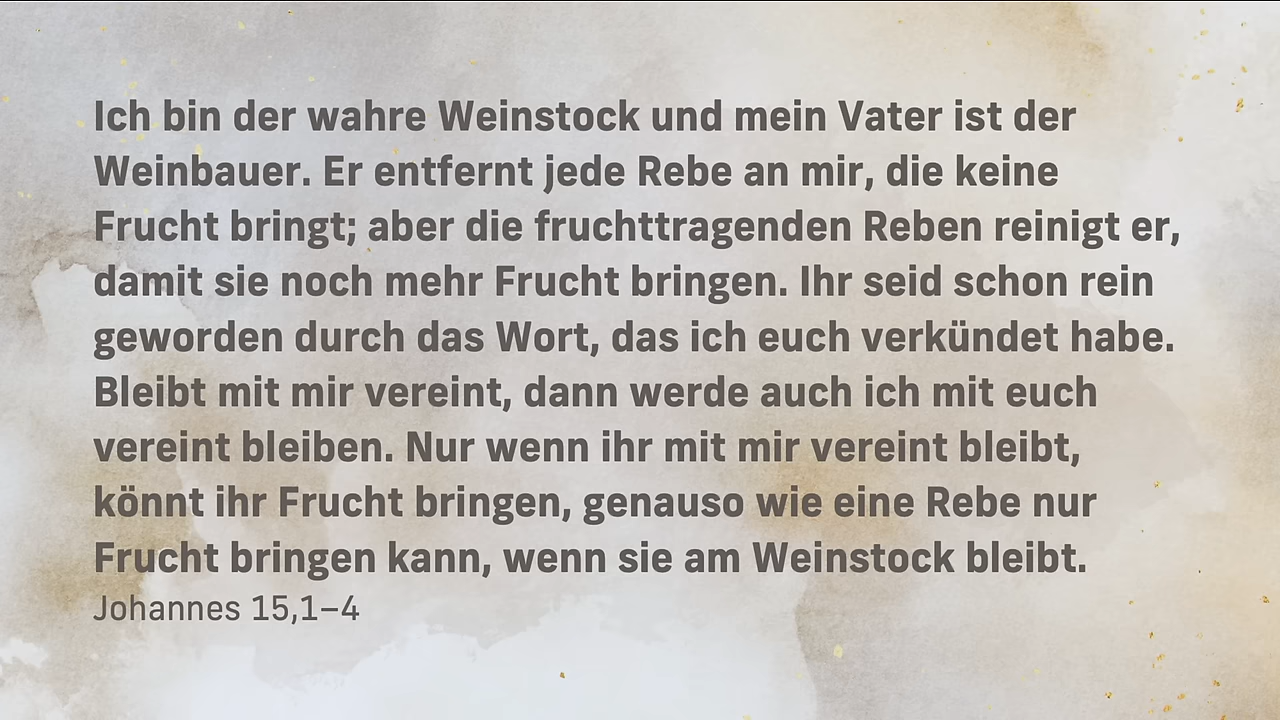 Ich bin der wahre Weinstock und mein Vater ist der
Weinbauer. Er entfernt jede Rebe an mir, die keine
Frucht bringt; aber die fruchttragenden Reben reinigt er,
damit sie noch mehr Frucht bringen. Ihr seid schon rein
geworden durch das Wort, das ich euch verkündet habe.
Bleibt mit mir vereint, dann werde auch ich mit euch
vereint bleiben. Nur wenn ihr mit mir vereint bleibt,
könnt ihr Frucht bringen, genauso wie eine Rebe nur
Frucht bringen kann, wenn sie am Weinstock bleibt.
Johannes 15,1–4